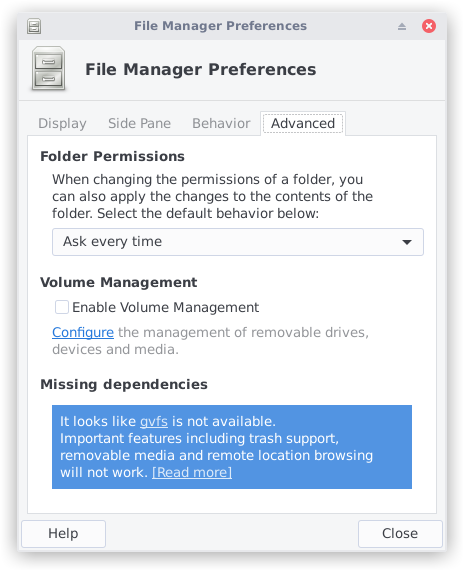 File Manager Preferences
File Manager Preferences
Display Side Pane Behavior Advanced
Folder Permissions
When changing the permissions of a folder, you
can also apply the changes to the contents of the
folder. Select the default behavior below:
Ask every time
Volume Management
Enable Volume Management
Configure the management of removable drives,
devices and media.
Missing dependencies
It looks like gvfs is not available.
Important features including trash support,
removable media and remote location browsing
will not work. [Read more]
Help Close